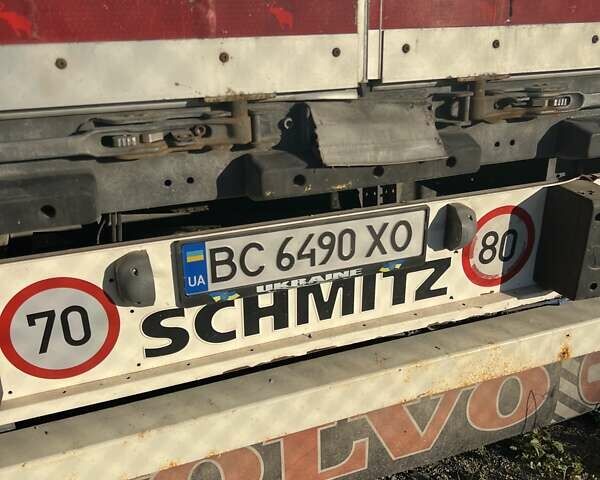 UA BC 6490 XO
UKRAINE
70 SCHMITZ 80
VOLVO